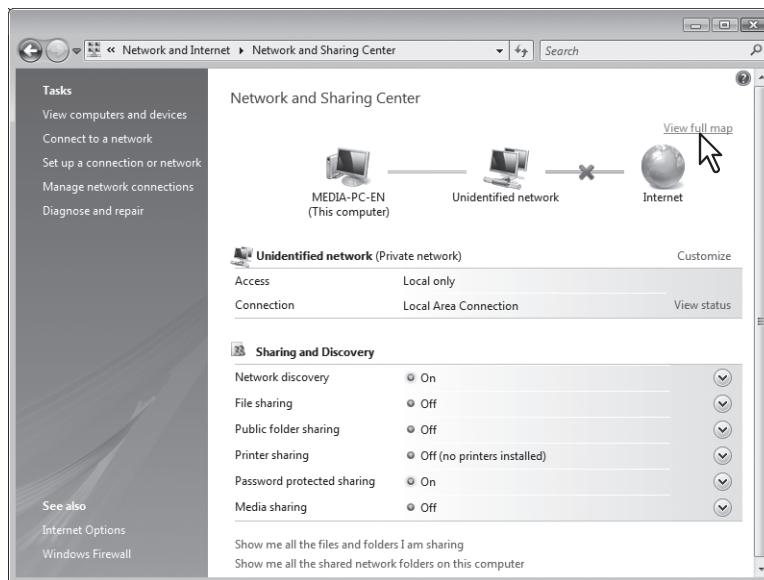 « Network and Internet ▸ Network and Sharing Center
Search
Tasks
View computers and devices
Connect to a network
Set up a connection or network
Manage network connections
Diagnose and repair
See also
Internet Options
Windows Firewall
Network and Sharing Center
View full map
MEDIA-PC-EN
(This computer)
Unidentified network
Internet
Unidentified network (Private network) Customize
Access Local only
Connection Local Area Connection View status
Sharing and Discovery
Network discovery On
File sharing Off
Public folder sharing Off
Printer sharing Off (no printers installed)
Password protected sharing On
Media sharing Off
Show me all the files and folders I am sharing
Show me all the shared network folders on this computer